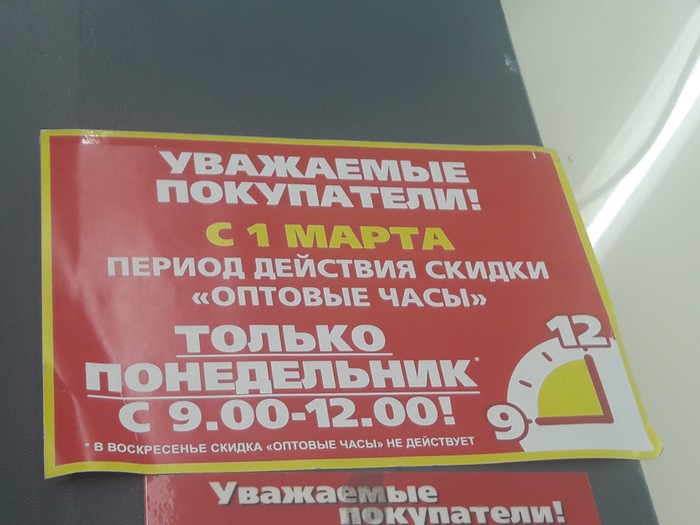 УВАЖАЕМЫЕ
ПОКУПАТЕЛИ!
С 1 МАРТА
ПЕРИОД ДЕЙСТВИЯ СКИДКИ
«ОПТОВЫЕ ЧАСЫ»
ТОЛЬКО
ПОНЕДЕЛЬНИК*
С 9.00-12.00!
12
9
* В ВОСКРЕСЕНЬЕ СКИДКА «ОПТОВЫЕ ЧАСЫ» НЕ ДЕЙСТВУЕТ
Уважаемые
покупатели!